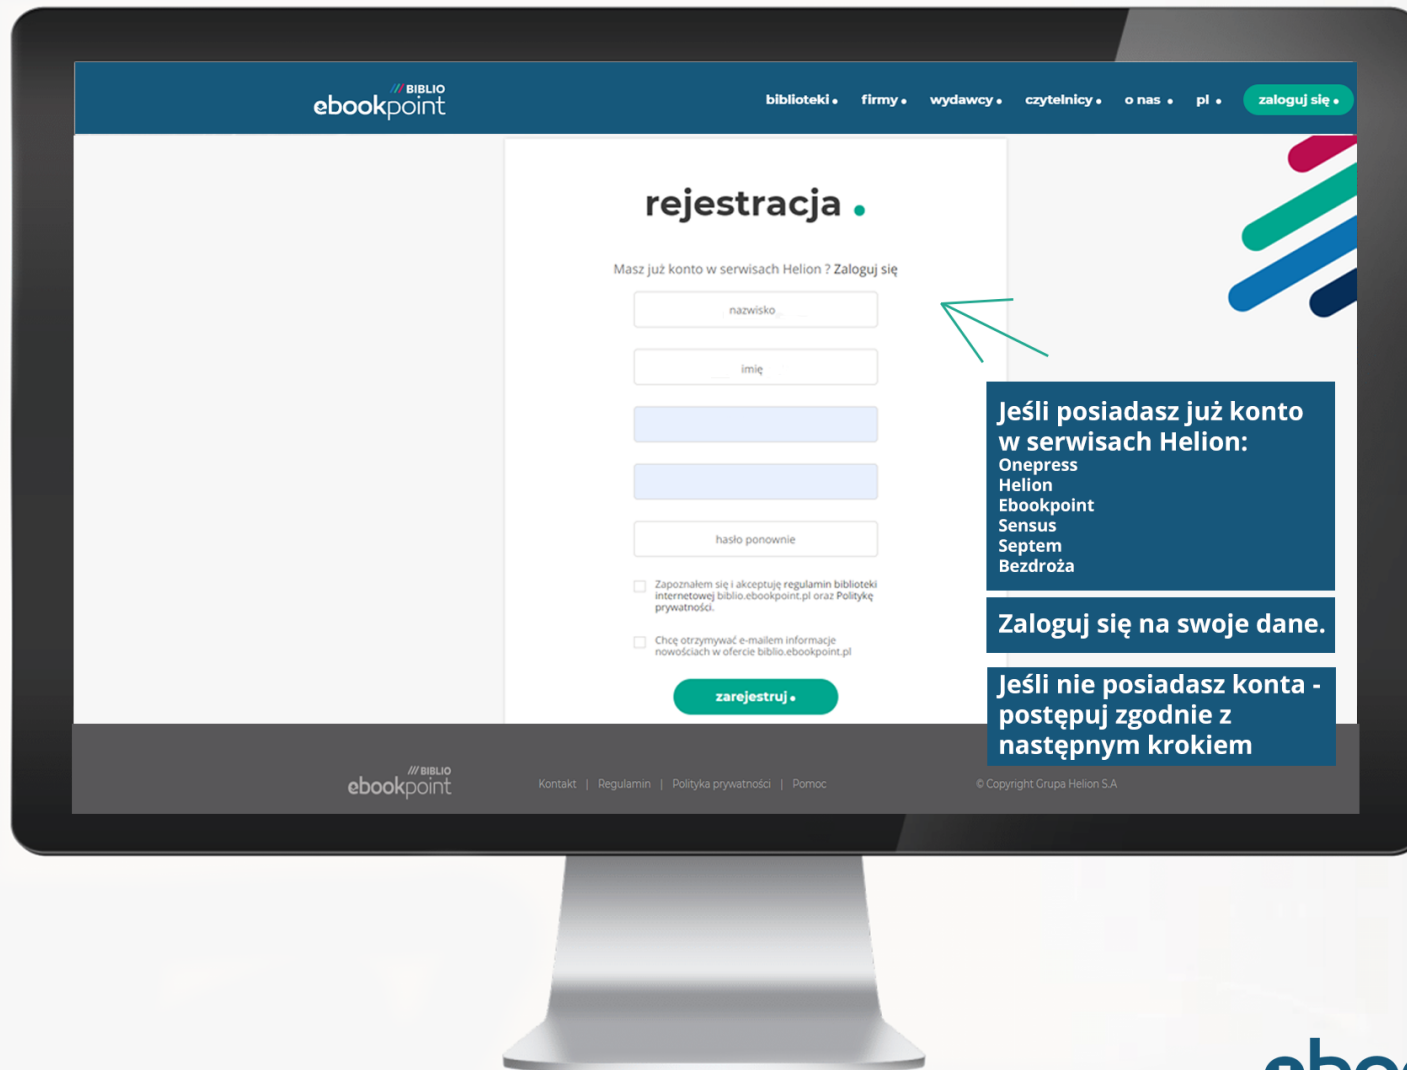 /// BIBLIO
ebookpoint
biblioteki • firmy • wydawcy • czytelnicy • o nas • pl • zaloguj się •
rejestracja .
Masz już konto w serwisach Helion ? Zaloguj się
nazwisko
imię
hasło ponownie
Zapoznałem się i akceptuję regulamin biblioteki
internetowej biblio.ebookpoint.pl oraz Politykę
prywatności.
Chcę otrzymywać e-mailem informacje
nowościach w ofercie biblio.ebookpoint.pl
zarejestruj •
Jeśli posiadasz już konto
w serwisach Helion:
Onepress
Helion
Ebookpoint
Sensus
Septem
Bezdroża
Zaloguj się na swoje dane.
Jeśli nie posiadasz konta -
postępuj zgodnie z
następnym krokiem
/// BIBLIO
ebookpoint
Kontakt | Regulamin | Polityka prywatności | Pomoc
© Copyright Grupa Helion S.A